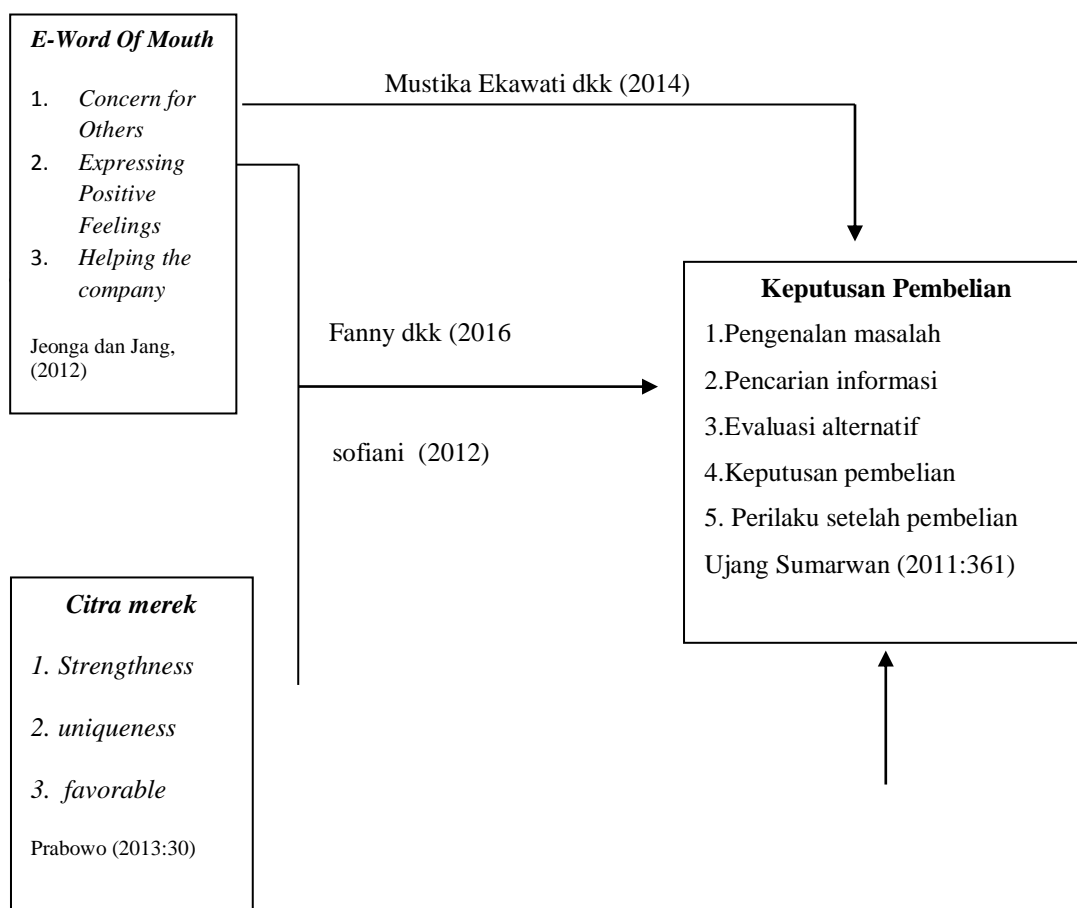 E-Word Of Mouth
1. Concern for
Others
2. Expressing
Positive
Feelings
3. Helping the
company
Jeonga dan Jang,
(2012)
Mustika Ekawati dkk (2014)
Fanny dkk (2016
sofiani (2012)
Keputusan Pembelian
1.Pengenalan masalah
2.Pencarian informasi
3.Evaluasi alternatif
4.Keputusan pembelian
5. Perilaku setelah pembelian
Ujang Sumarwan (2011:361)
Citra merek
1. Strengthness
2. uniqueness
3. favorable
Prabowo (2013:30)